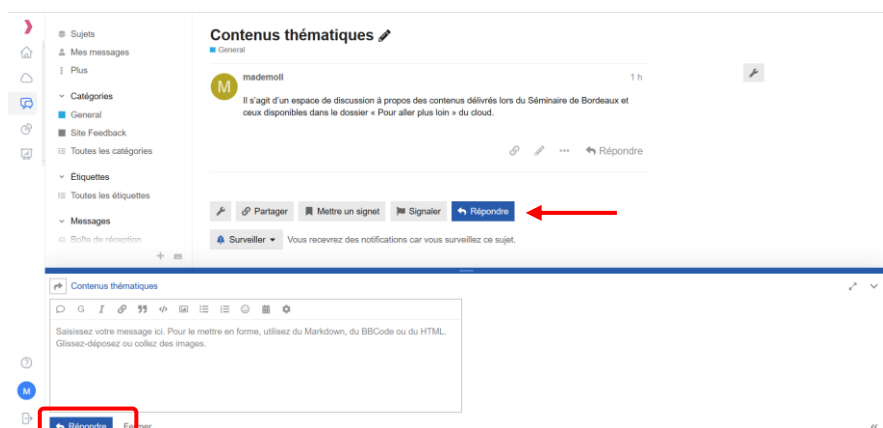 Sujets
Mes messages
Plus
Catégories
General
Site Feedback
Toutes les catégories
Étiquettes
Toutes les étiquettes
Messages
Boîte de réception
Contenus thématiques
General
M
mademoll
1 h
Il s'agit d'un espace de discussion à propos des contenus délivrés lors du Séminaire de Bordeaux et
ceux disponibles dans le dossier « Pour aller plus loin » du cloud.
Répondre
Partager
Mettre un signet
Signaler
Répondre
Surveiller
Vous recevrez des notifications car vous surveillez ce sujet.
Contenus thématiques
G I
Saisissez votre message ici. Pour le mettre en forme, utilisez du Markdown, du BBCode ou du HTML.
Glissez-déposez ou collez des images.
M
Répondre
Fermer